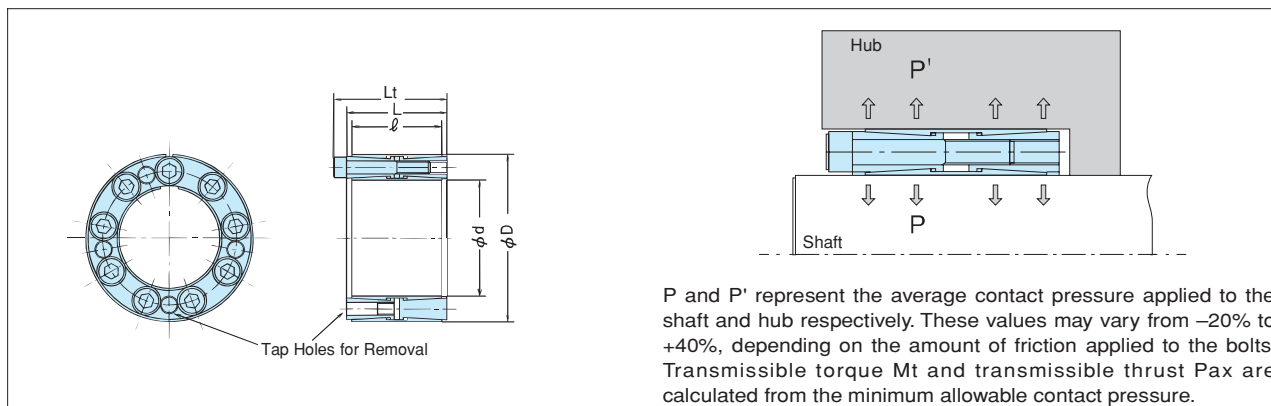 Lt
L
ℓ
φd
φD
Tap Holes for Removal
Hub
P'
P
Shaft
P and P' represent the average contact pressure applied to the
shaft and hub respectively. These values may vary from –20% to
+40%, depending on the amount of friction applied to the bolts
Transmissible torque Mt and transmissible thrust Pax are
calculated from the minimum allowable contact pressure.